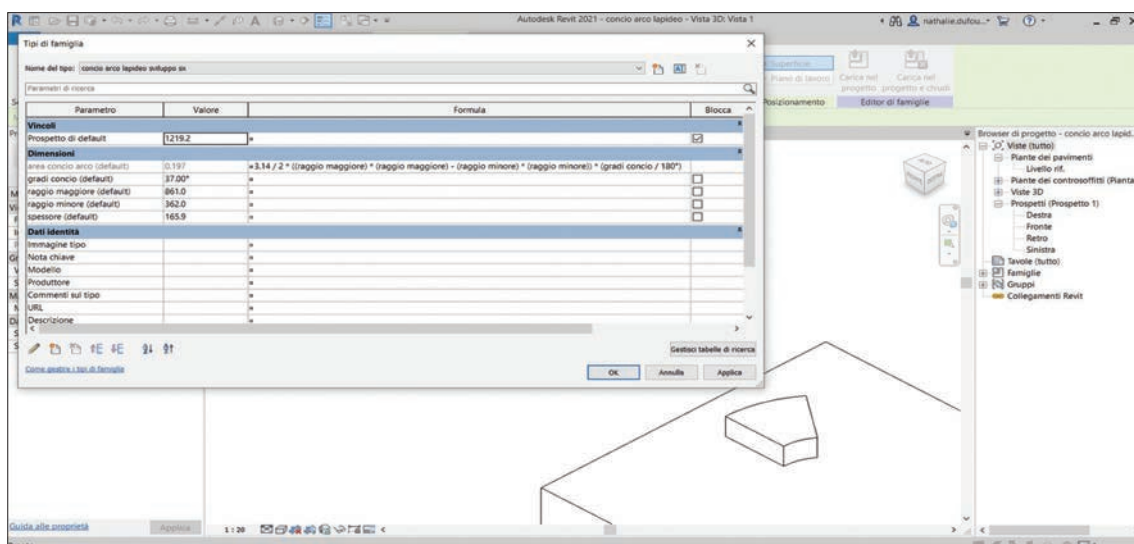 Autodesk Revit 2021 - concio arco lapideo - Vista 3D: Vista 1
nathalie.dufou...
Tipi di famiglia
Nome del tipo: concio arco lapideo sviluppo sx
Parametri di ricerca
Parametro Valore Formula Blocca
Vincoli
Prospetto di default 1219.2 =
Dimensioni
area concio arco (default) 0.197 =3.14 / 2 * ((raggio maggiore) * (raggio maggiore) - (raggio minore) * (raggio minore)) * (gradi concio / 180°)
gradi concio (default) 37.00° =
raggio maggiore (default) 861.0 =
raggio minore (default) 362.0 =
spessore (default) 165.9 =
Dati identità
Immagine tipo =
Nota chiave =
Modello =
Produttore =
Commenti sul tipo =
URL =
Descrizione =
Gestisci tabelle di ricerca
Come gestire i tipi di famiglia
OK Annulla Applica
Superficie
Piano di lavoro
Posizionamento
Carica nel progetto
Carica nel progetto e chiudi
Editor di famiglie
Browser di progetto - concio arco lapid...
Viste (tutto)
Piante dei pavimenti
Livello rif.
Piante dei controsoffitti (Pianta
Viste 3D
Prospetti (Prospetto 1)
Destra
Fronte
Retro
Sinistra
Tavole (tutto)
Famiglie
Gruppi
Collegamenti Revit
Guida alle proprietà
Applica
1 : 20